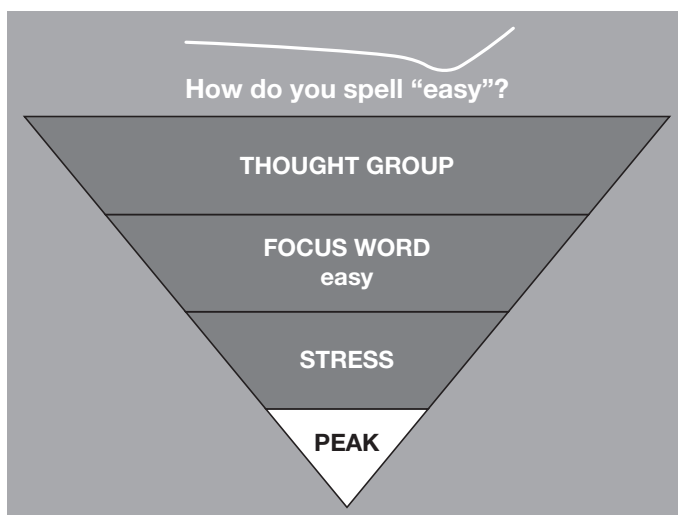 How do you spell “easy”?
THOUGHT GROUP
FOCUS WORD
easy
STRESS
PEAK